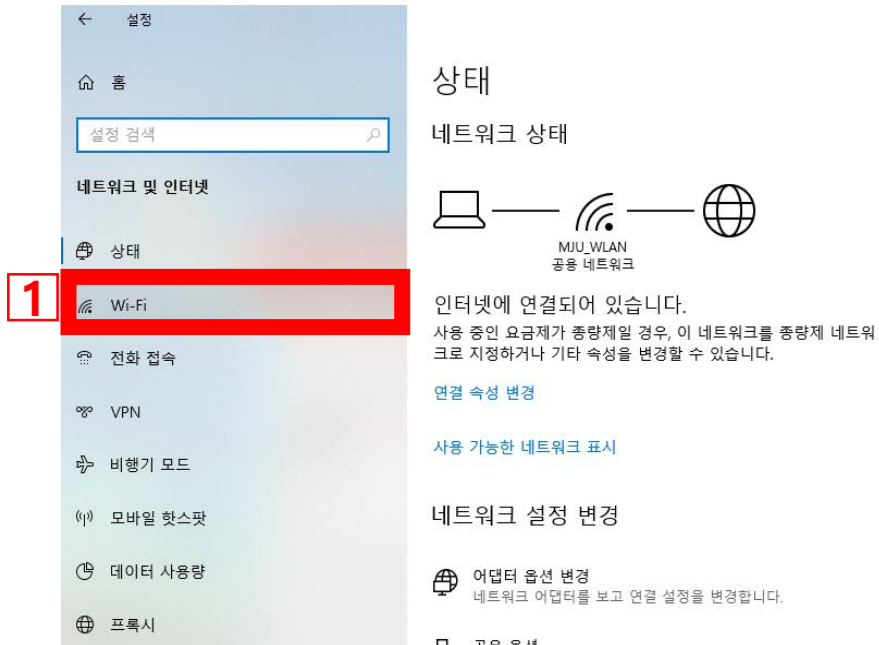 설정
홈
설정 검색
네트워크 및 인터넷
상태
1
Wi-Fi
전화 접속
VPN
비행기 모드
모바일 핫스팟
데이터 사용량
프록시
상태
네트워크 상태
MJU_WLAN
공용 네트워크
인터넷에 연결되어 있습니다.
사용 중인 요금제가 종량제일 경우, 이 네트워크를 종량제 네트워
크로 지정하거나 기타 속성을 변경할 수 있습니다.
연결 속성 변경
사용 가능한 네트워크 표시
네트워크 설정 변경
어댑터 옵션 변경
네트워크 어댑터를 보고 연결 설정을 변경합니다.